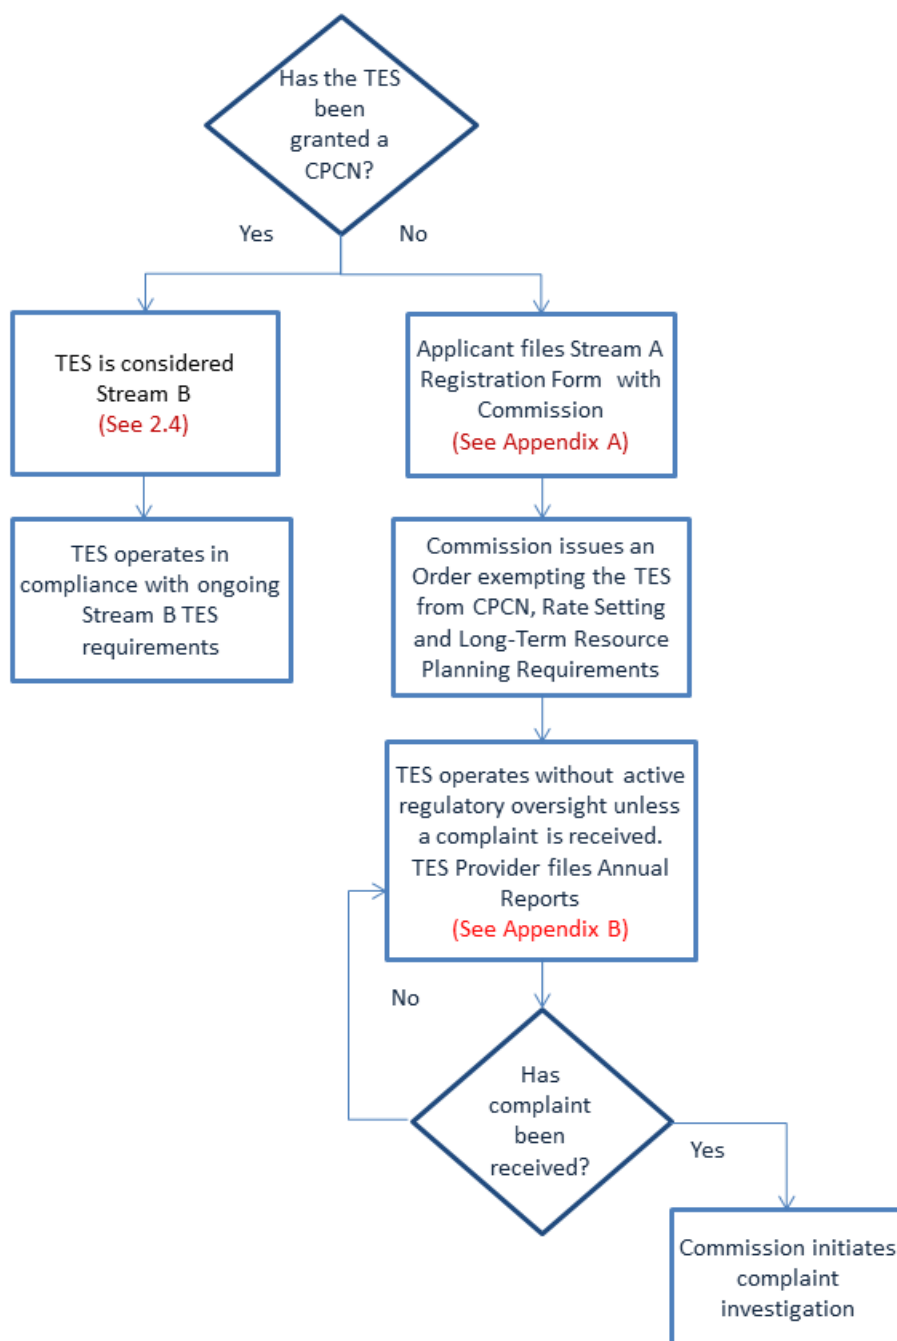 Has the TES
been
granted a
CPCN?
Yes
No
TES is considered
Stream B
(See 2.4)
Applicant files Stream A
Registration Form with
Commission
(See Appendix A)
TES operates in
compliance with ongoing
Stream B TES
requirements
Commission issues an
Order exempting the TES
from CPCN, Rate Setting
and Long-Term Resource
Planning Requirements
TES operates without active
regulatory oversight unless
a complaint is received.
TES Provider files Annual
Reports
(See Appendix B)
No
Has
complaint
been
received?
Yes
Commission initiates
complaint
investigation